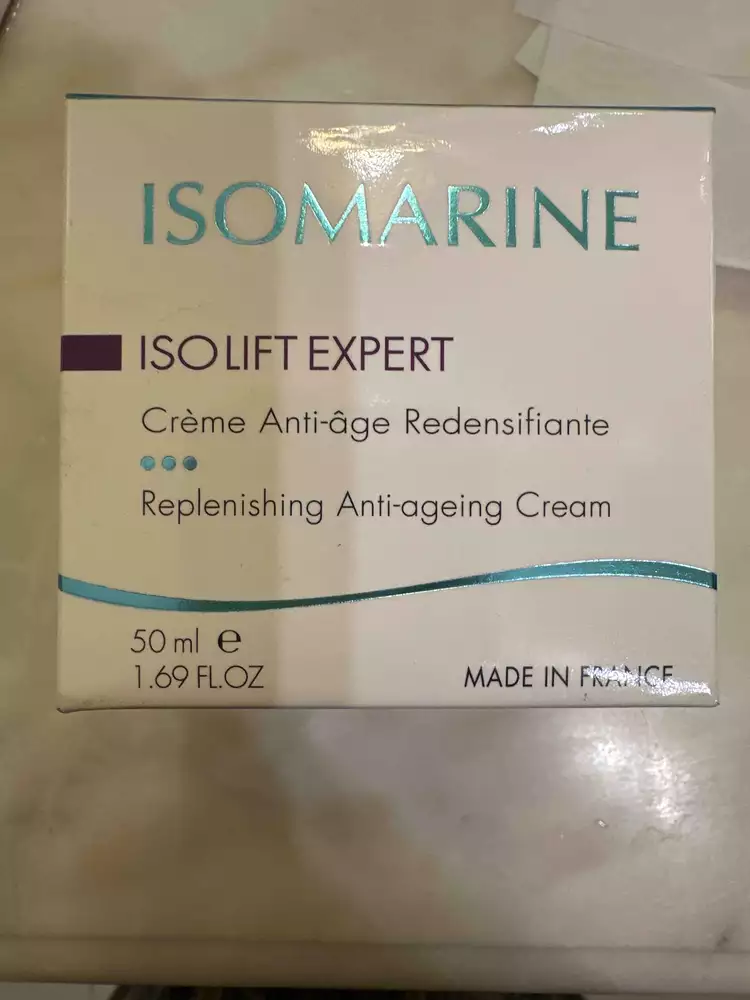 ISOMARINE
ISOLIFT EXPERT
Crème Anti-âge Redensifiante
Replenishing Anti-ageing Cream
50 ml ℮
1.69 FL.OZ
MADE IN FRANCE